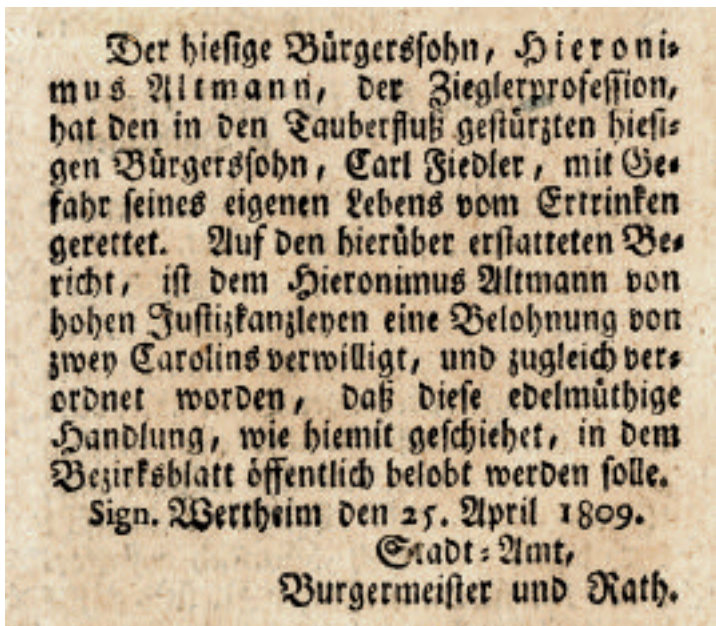 Der hiesige Bürgerssohn, Hieroni-
mus Altmann, der Zieglerprofession,
hat den in den Tauberfluß gestürzten hiesi-
gen Bürgerssohn, Carl Fiedler, mit Ge-
fahr seines eigenen Lebens vom Ertrinken
gerettet. Auf den hierüber erstatteten Be-
richt, ist dem Hieronimus Altmann von
hohen Justizkanzleyen eine Belohnung von
zwey Carolins verwilligt, und zugleich ver-
ordnet worden, daß diese edelmüthige
Handlung, wie hiemit geschiehet, in dem
Bezirksblatt öffentlich belobt werden solle.
Sign. Wertheim den 25. April 1809.
Stadt-Amt,
Burgermeister und Rath.